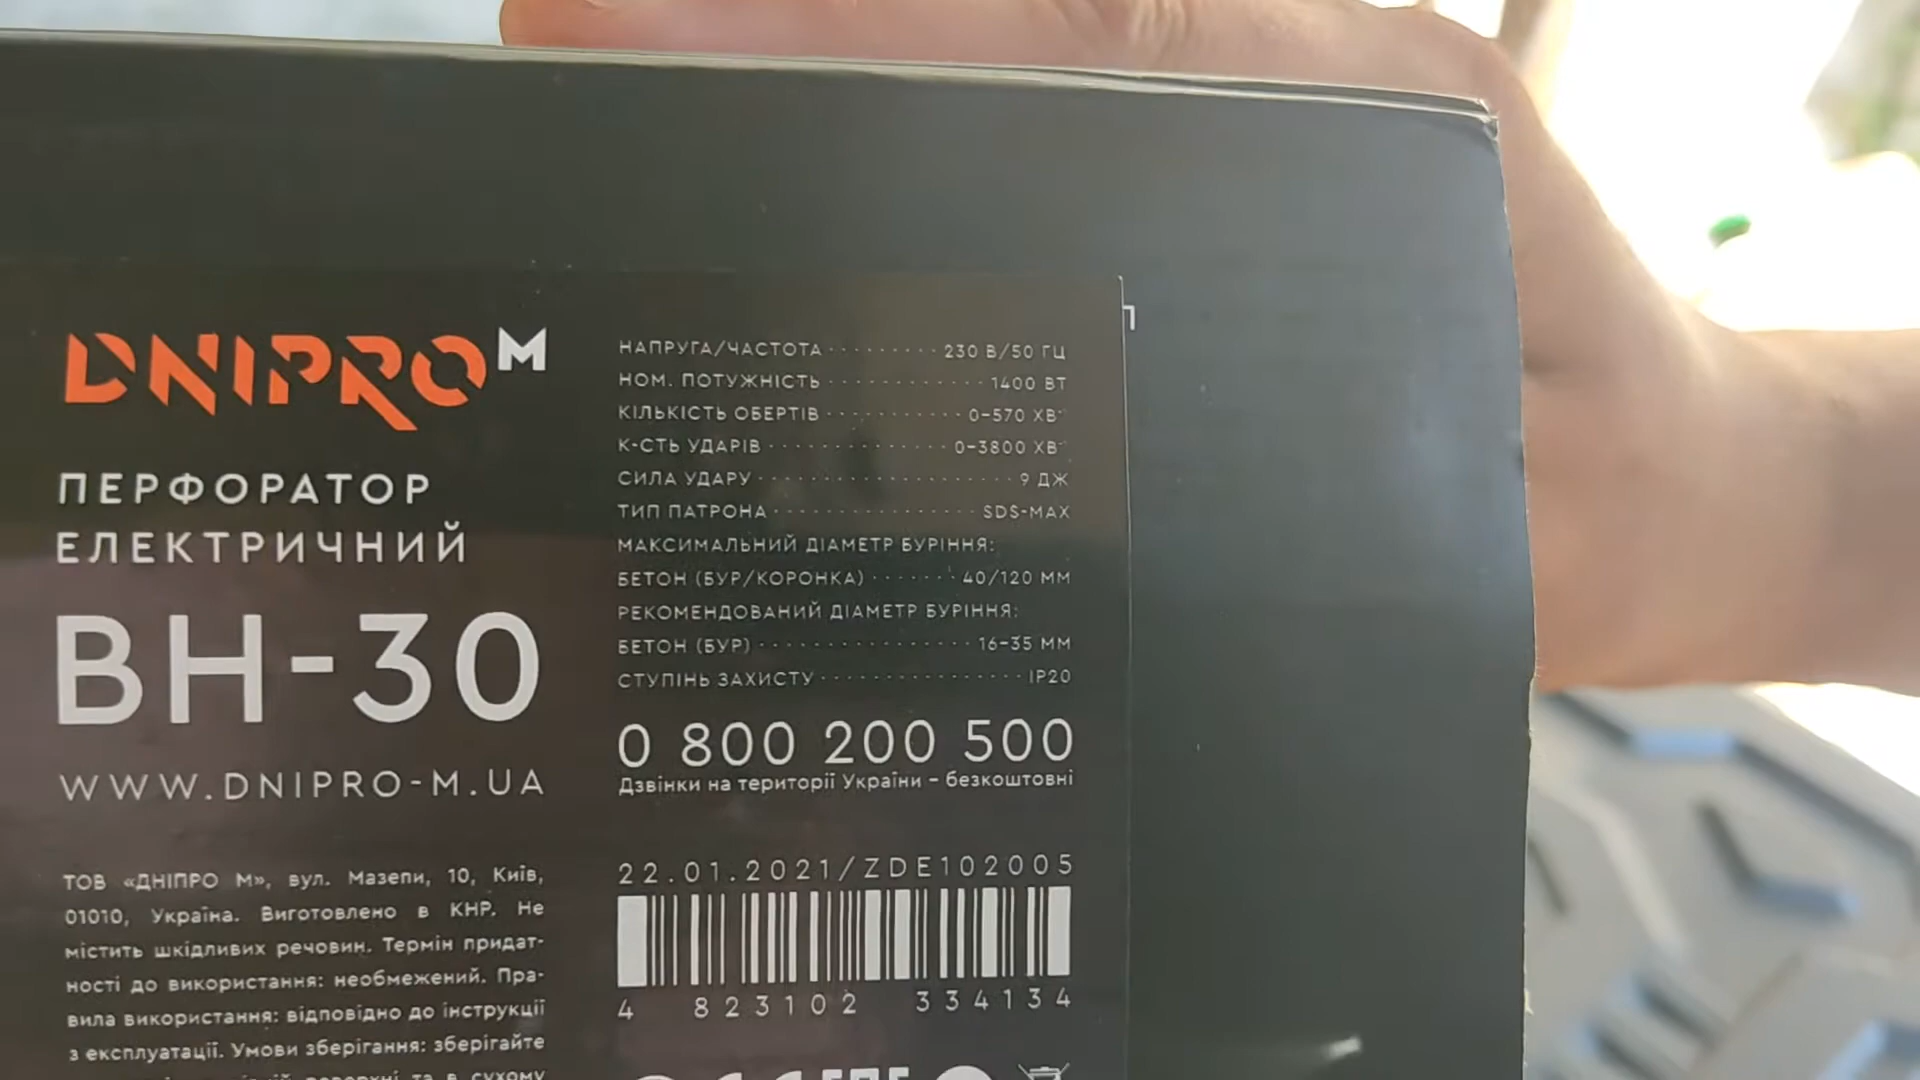 DNIPRO M
ПЕРФОРАТОР
ЕЛЕКТРИЧНИЙ
BH-30
WWW.DNIPRO-M.UA
ТОВ «ДНІПРО М», вул. Мазепи, 10, Київ,
01010, Україна. Виготовлено в КНР. Не
містить шкідливих речовин. Термін придат-
ності до використання: необмежений. Пра-
вила використання: відповідно до інструкції
з експлуатації. Умови зберігання: зберігайте
та в сухому
НАПРУГА/ЧАСТОТА · · · · · · · · · 230 В/50 ГЦ
НОМ. ПОТУЖНІСТЬ · · · · · · · · · · · · 1400 ВТ
КІЛЬКІСТЬ ОБЕРТІВ · · · · · · · · · · · 0-570 ХВ⁻¹
К-СТЬ УДАРІВ · · · · · · · · · · · · · · 0-3800 ХВ⁻¹
СИЛА УДАРУ · · · · · · · · · · · · · · · · · · · · 9 ДЖ
ТИП ПАТРОНА · · · · · · · · · · · · · · · · SDS-MAX
МАКСИМАЛЬНИЙ ДІАМЕТР БУРІННЯ:
БЕТОН (БУР/КОРОНКА) · · · · · · · 40/120 ММ
РЕКОМЕНДОВАНИЙ ДІАМЕТР БУРІННЯ:
БЕТОН (БУР) · · · · · · · · · · · · · · · · 16-35 ММ
СТУПІНЬ ЗАХИСТУ · · · · · · · · · · · · · · · IP20
0 800 200 500
Дзвінки на території України – безкоштовні
22.01.2021/ZDE102005
4 823102 334134